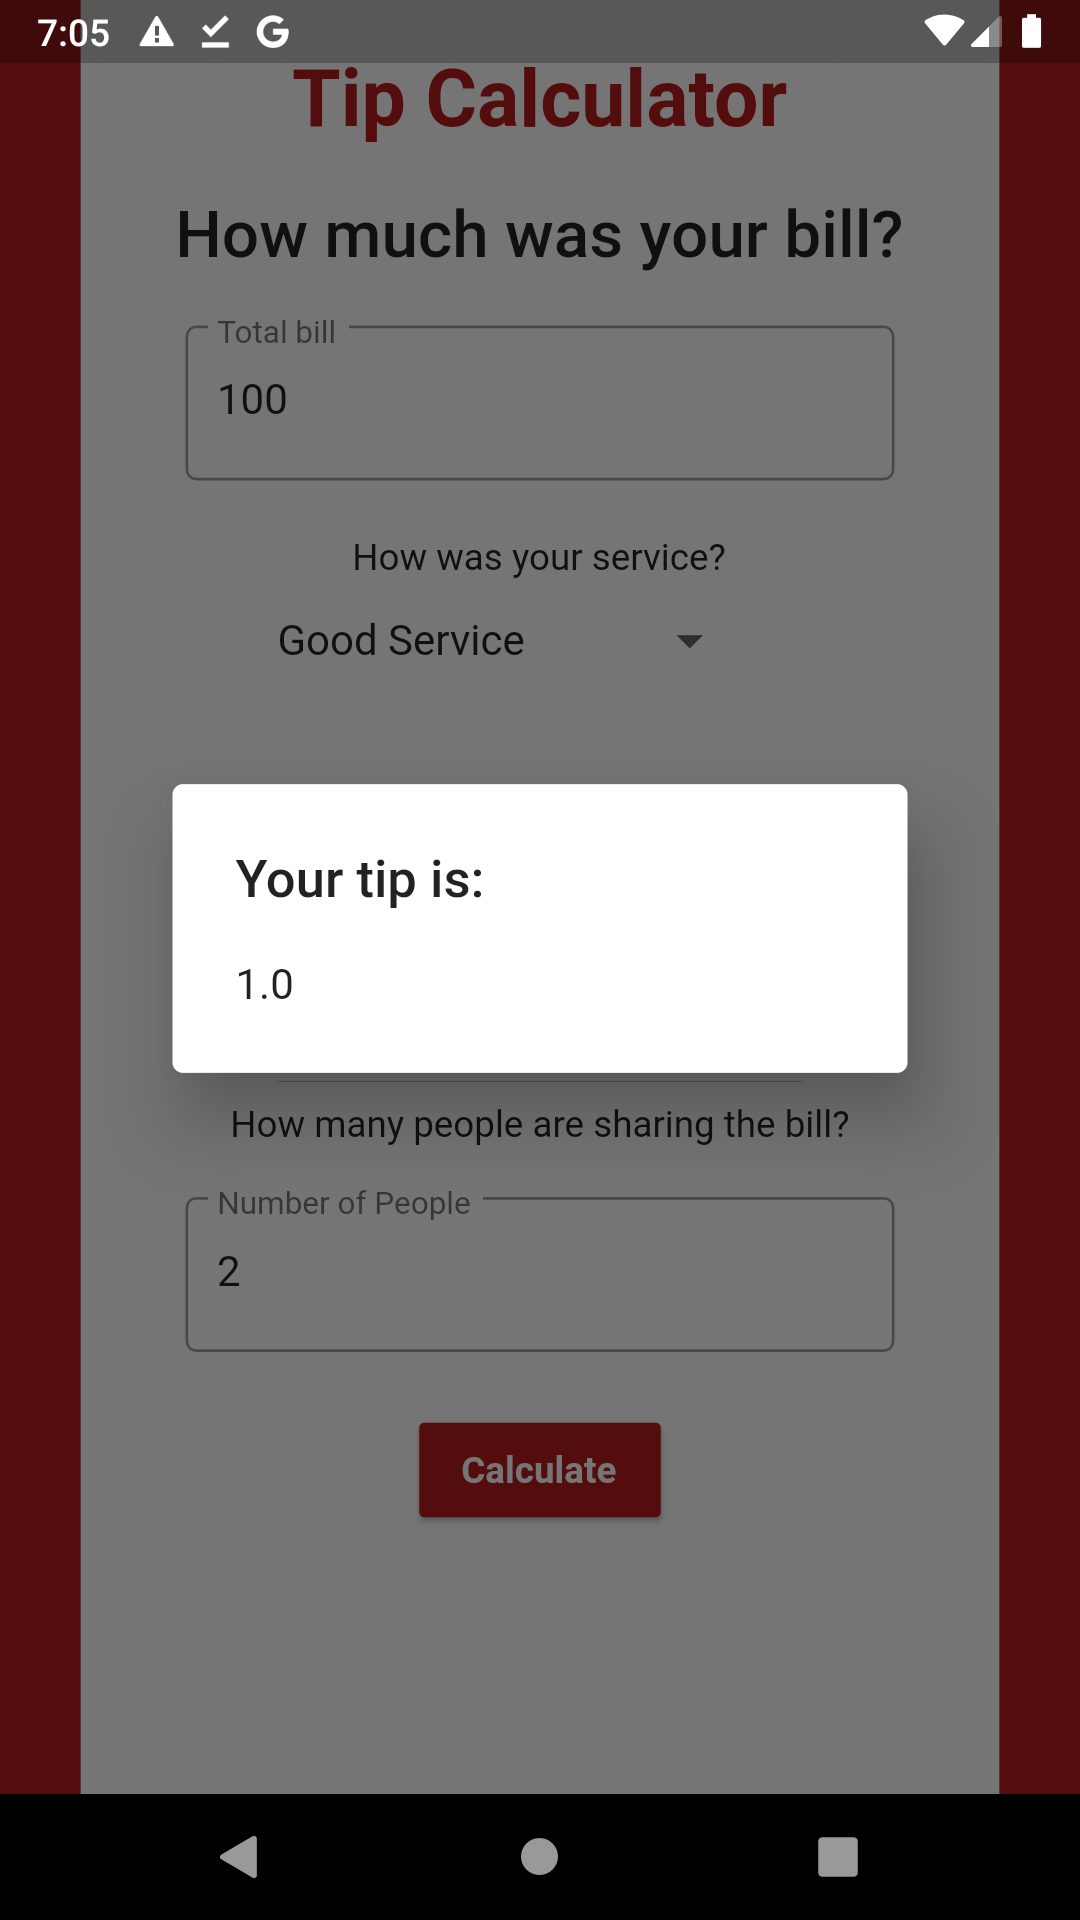 7:05
Tip Calculator
How much was your bill?
Total bill
100
How was your service?
Good Service
Your tip is:
1.0
How many people are sharing the bill?
Number of People
2
Calculate